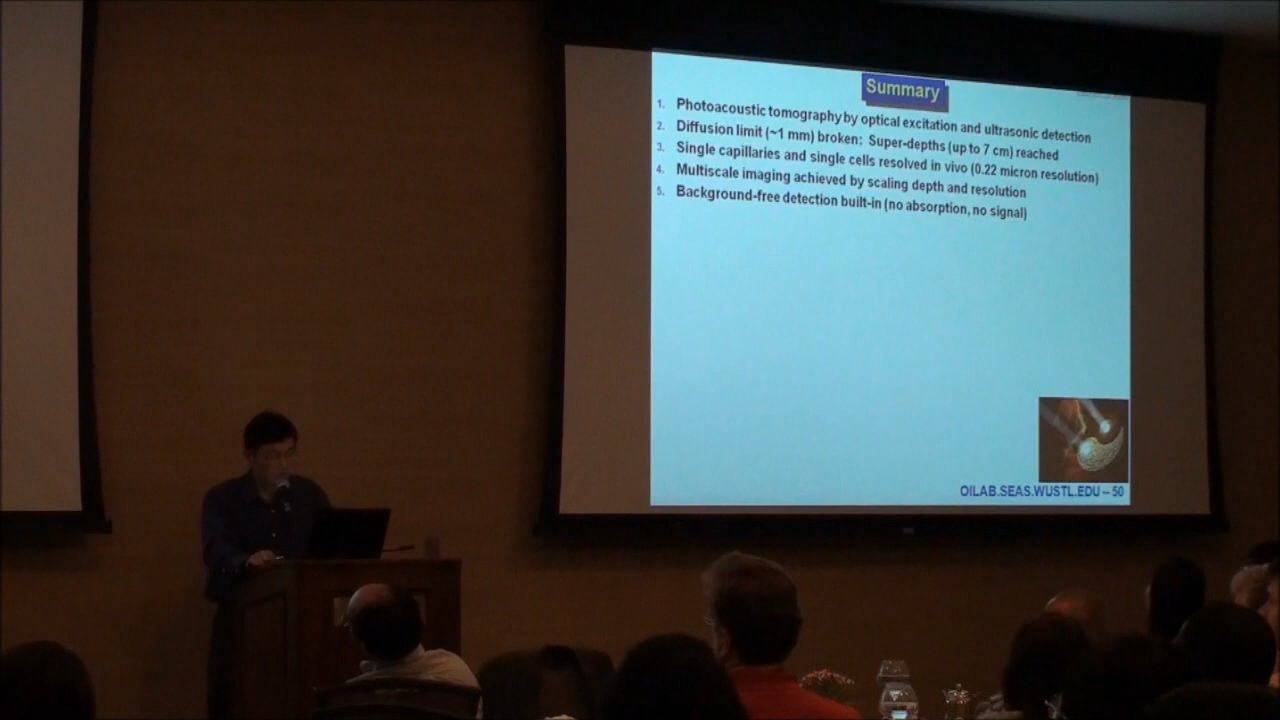 Summary
1. Photoacoustic tomography by optical excitation and ultrasonic detection
2. Diffusion limit (~1 mm) broken; Super-depths (up to 7 cm) reached
3. Single capillaries and single cells resolved in vivo (0.22 micron resolution)
4. Multiscale imaging achieved by scaling depth and resolution
5. Background-free detection built-in (no absorption, no signal)
OILAB.SEAS.WUSTL.EDU – 50